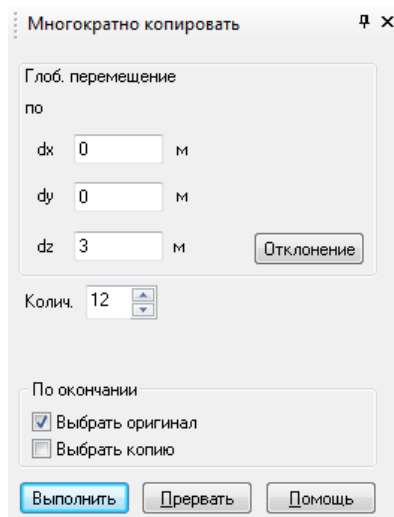 Многократно копировать
Глоб. перемещение
по
dx 0 м
dy 0 м
dz 3 м Отклонение
Колич. 12
По окончании
Выбрать оригинал
Выбрать копию
Выполнить Прервать Помощь